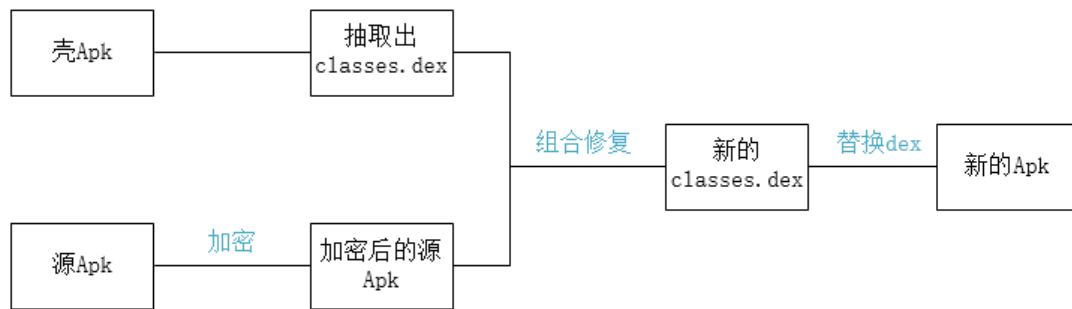 壳Apk
抽取出
classes.dex
组合修复
新的
classes.dex
替换dex
新的Apk
源Apk
加密
加密后的源
Apk